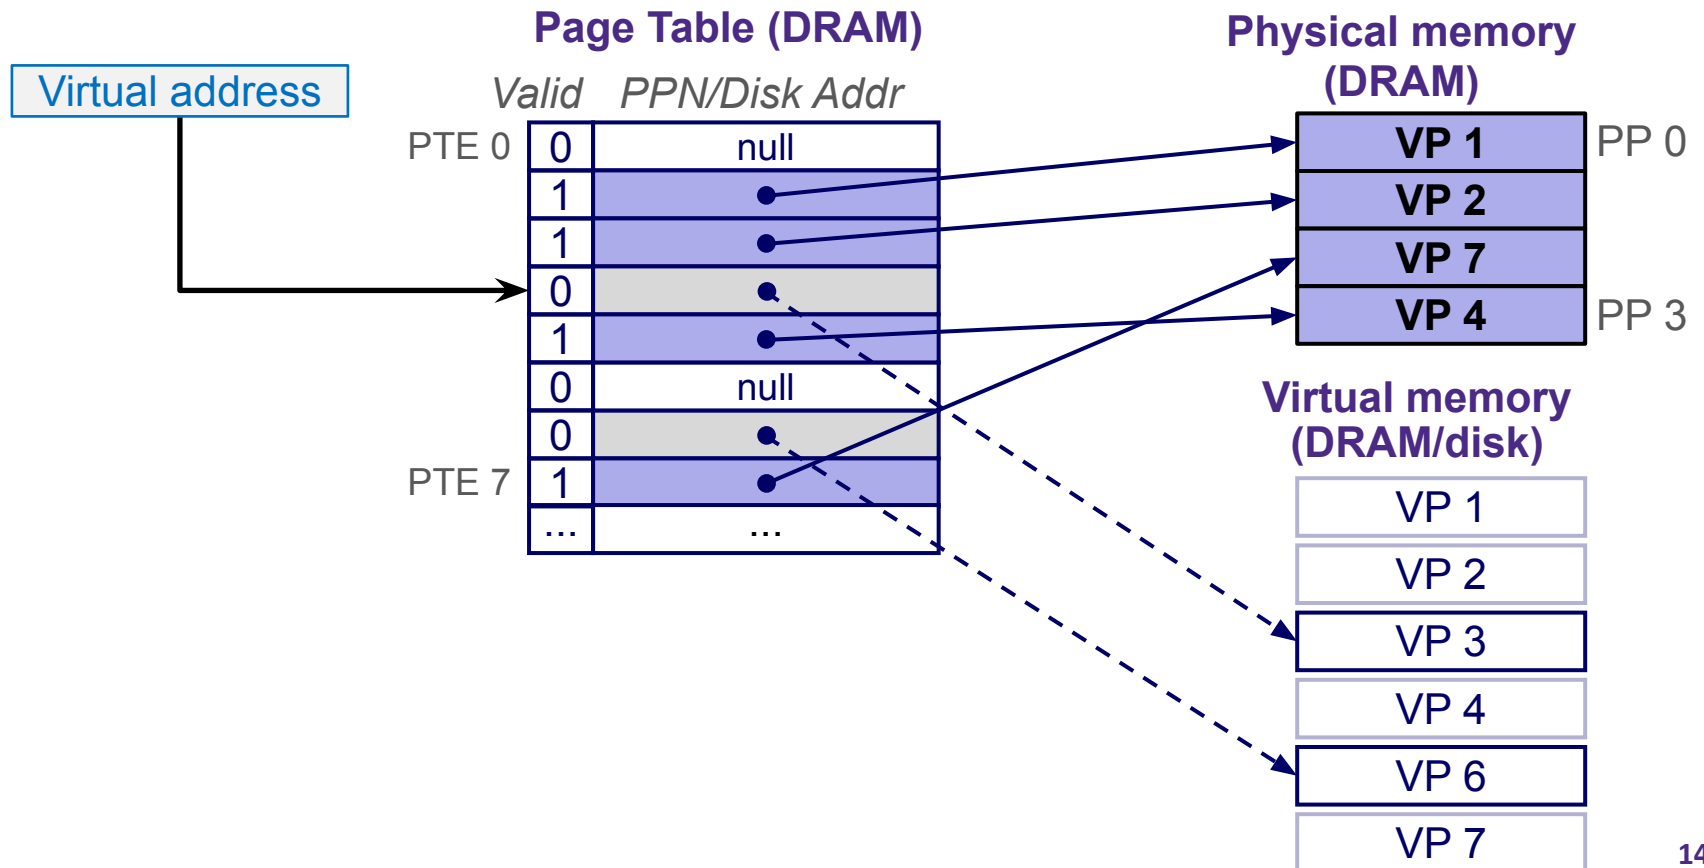 Page Table (DRAM)
Physical memory
(DRAM)
Virtual address
Valid PPN/Disk Addr
PTE 0 0 null
1
1
0
1
0 null
0
PTE 7 1
... ...
VP 1 PP 0
VP 2
VP 7
VP 4 PP 3
Virtual memory
(DRAM/disk)
VP 1
VP 2
VP 3
VP 4
VP 6
VP 7
14